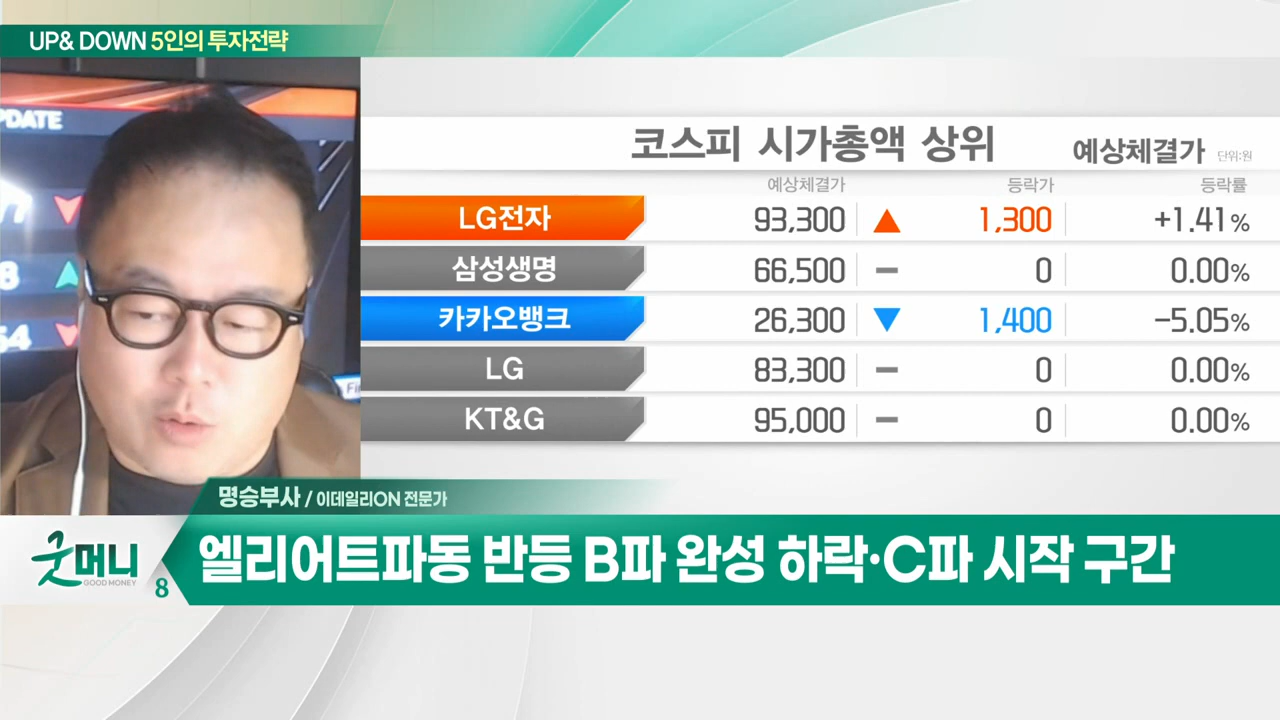 UP& DOWN 5인의 투자전략
PDATE
코스피 시가총액 상위
예상체결가 단위:원
예상체결가 등락가 등락률
LG전자 93,300 ▲ 1,300 +1.41%
삼성생명 66,500 － 0 0.00%
카카오뱅크 26,300 ▼ 1,400 -5.05%
LG 83,300 － 0 0.00%
KT&G 95,000 － 0 0.00%
명승부사 / 이데일리ON 전문가
굿머니
GOOD MONEY
8
엘리어트파동 반등 B파 완성 하락·C파 시작 구간